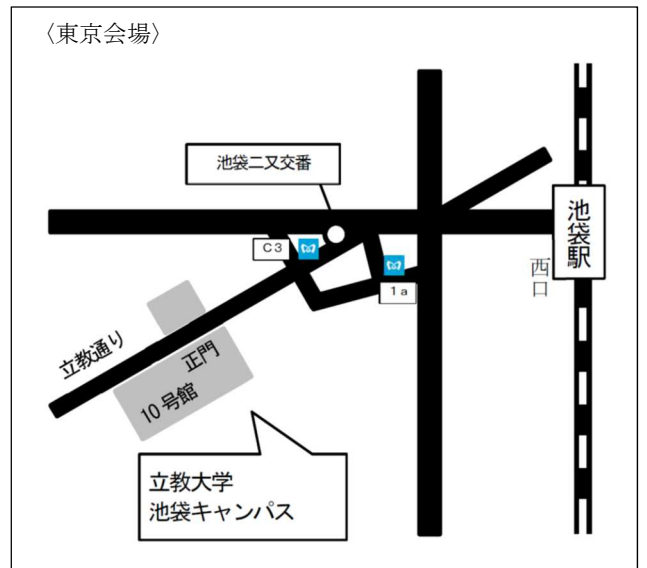 〈東京会場〉
池袋二又交番
池袋駅
西口
C3
1a
立教通り
正門
10号館
立教大学
池袋キャンパス